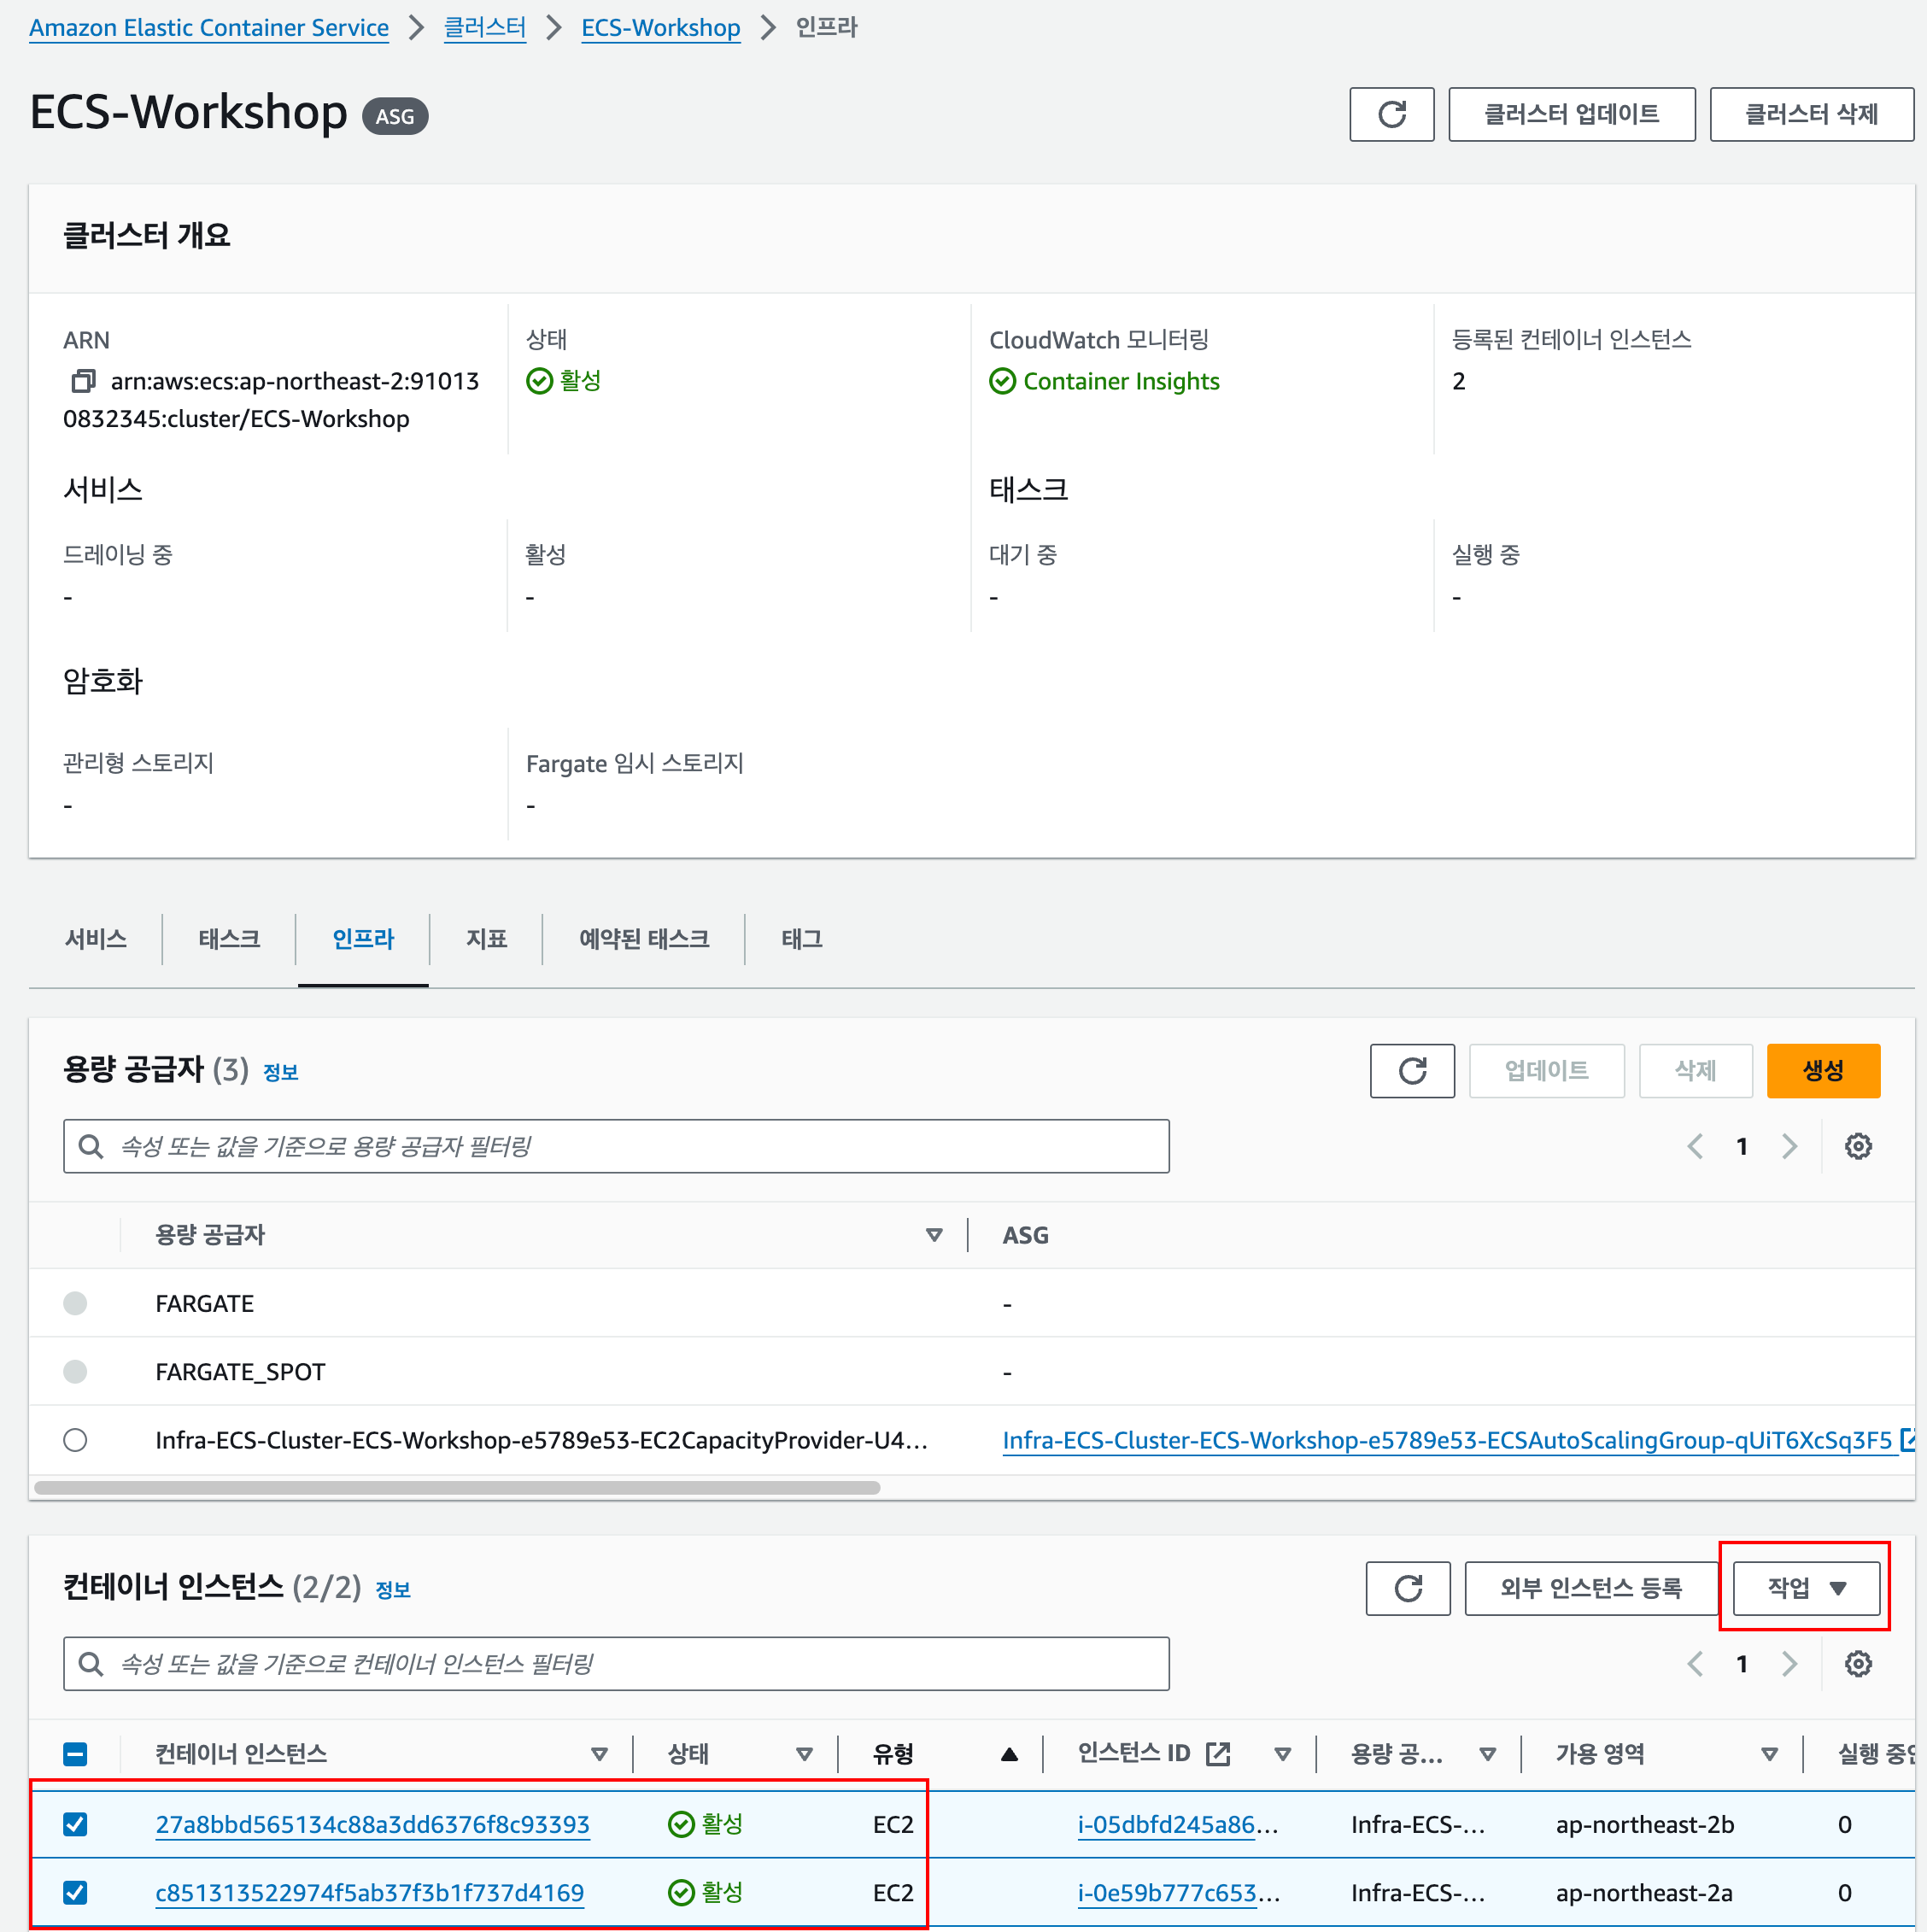 Amazon Elastic Container Service > 클러스터 > ECS-Workshop > 인프라
ECS-Workshop ASG
클러스터 업데이트
클러스터 삭제
클러스터 개요
ARN
arn:aws:ecs:ap-northeast-2:91013
0832345:cluster/ECS-Workshop
상태
활성
CloudWatch 모니터링
Container Insights
등록된 컨테이너 인스턴스
2
서비스
태스크
드레이닝 중
-
활성
-
대기 중
-
실행 중
-
암호화
관리형 스토리지
-
Fargate 임시 스토리지
-
서비스 태스크 인프라 지표 예약된 태스크 태그
용량 공급자 (3) 정보
업데이트
삭제
생성
속성 또는 값을 기준으로 용량 공급자 필터링
1
용량 공급자 ASG
FARGATE -
FARGATE_SPOT -
Infra-ECS-Cluster-ECS-Workshop-e5789e53-EC2CapacityProvider-U4... Infra-ECS-Cluster-ECS-Workshop-e5789e53-ECSAutoScalingGroup-qUiT6XcSq3F5
컨테이너 인스턴스 (2/2) 정보
외부 인스턴스 등록
작업
속성 또는 값을 기준으로 컨테이너 인스턴스 필터링
1
컨테이너 인스턴스 상태 유형 인스턴스 ID 용량 공... 가용 영역 실행 중
27a8bbd565134c88a3dd6376f8c93393 활성 EC2 i-05dbfd245a86... Infra-ECS-... ap-northeast-2b 0
c851313522974f5ab37f3b1f737d4169 활성 EC2 i-0e59b777c653... Infra-ECS-... ap-northeast-2a 0